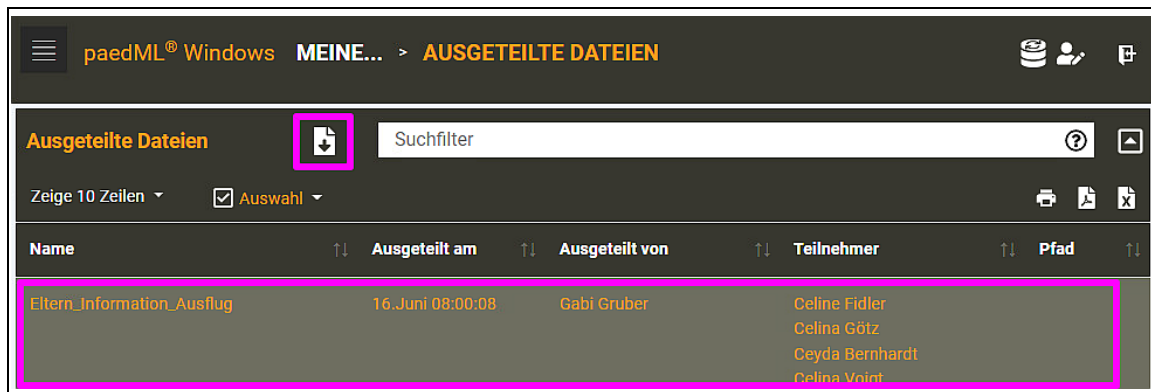 paedML® Windows MEINE... > AUSGETEILTE DATEIEN
Ausgeteilte Dateien Suchfilter
Zeige 10 Zeilen Auswahl
Name Ausgeteilt am Ausgeteilt von Teilnehmer Pfad
Eltern_Information_Ausflug 16.Juni 08:00:08 Gabi Gruber Celine Fidler
Celina Götz
Ceyda Bernhardt
Celina Voigt